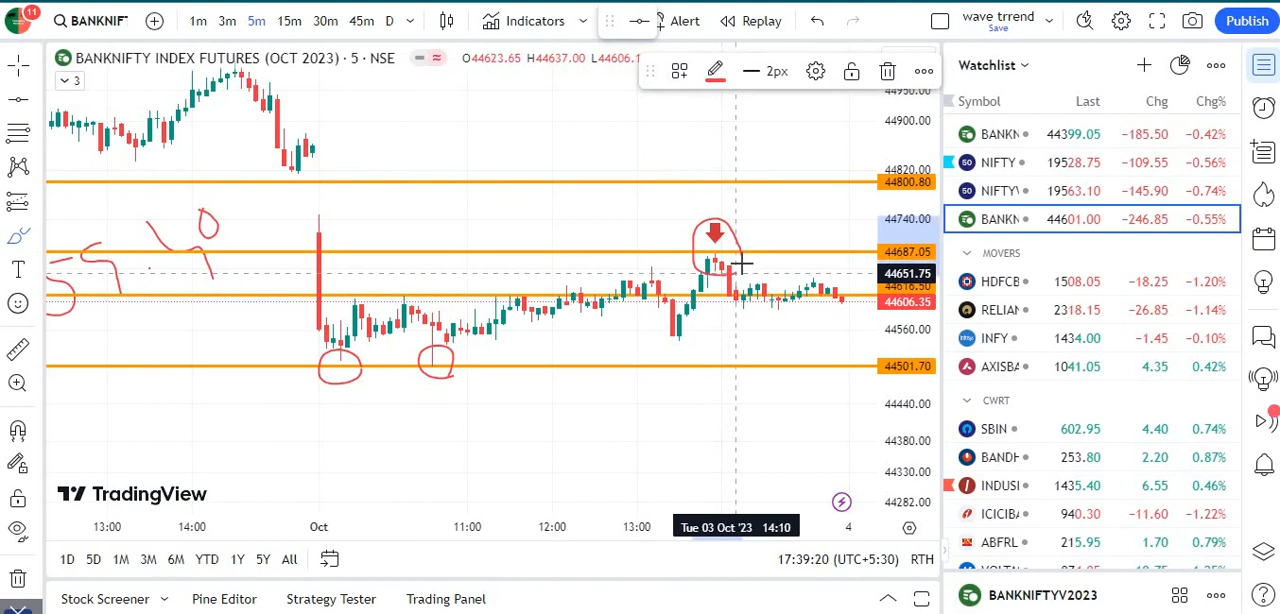 11
BANKNIF
1m 3m 5m 15m 30m 45m D
Indicators
Alert
Replay
wave trrend
Save
Publish
BANKNIFTY INDEX FUTURES (OCT 2023) · 5 · NSE
O44623.65 H44637.00 L44606.1
3
2px
44950.00
44900.00
44820.00
44800.80
44740.00
44687.05
44651.75
44616.50
44606.35
44560.00
44501.70
44440.00
44380.00
44330.00
44282.00
59
TradingView
13:00 14:00 Oct 11:00 12:00 13:00 Tue 03 Oct '23 14:10 4
1D 5D 1M 3M 6M YTD 1Y 5Y All
17:39:20 (UTC+5:30) RTH
Stock Screener Pine Editor Strategy Tester Trading Panel
Watchlist
Symbol Last Chg Chg%
BANKN 44399.05 −185.50 −0.42%
NIFTY 19528.75 −109.55 −0.56%
NIFTY 19563.10 −145.90 −0.74%
BANKN 44601.00 −246.85 −0.55%
MOVERS
HDFCB 1508.05 −18.25 −1.20%
RELIAN 2318.15 −26.85 −1.14%
INFY 1434.00 −1.45 −0.10%
AXISBA 1041.05 4.35 0.42%
CWRT
SBIN 602.95 4.40 0.74%
BANDH 253.80 2.20 0.87%
INDUSI 1435.40 6.55 0.46%
ICICIBA 940.30 −11.60 −1.22%
ABFRL 215.95 1.70 0.79%
BANKNIFTYV2023